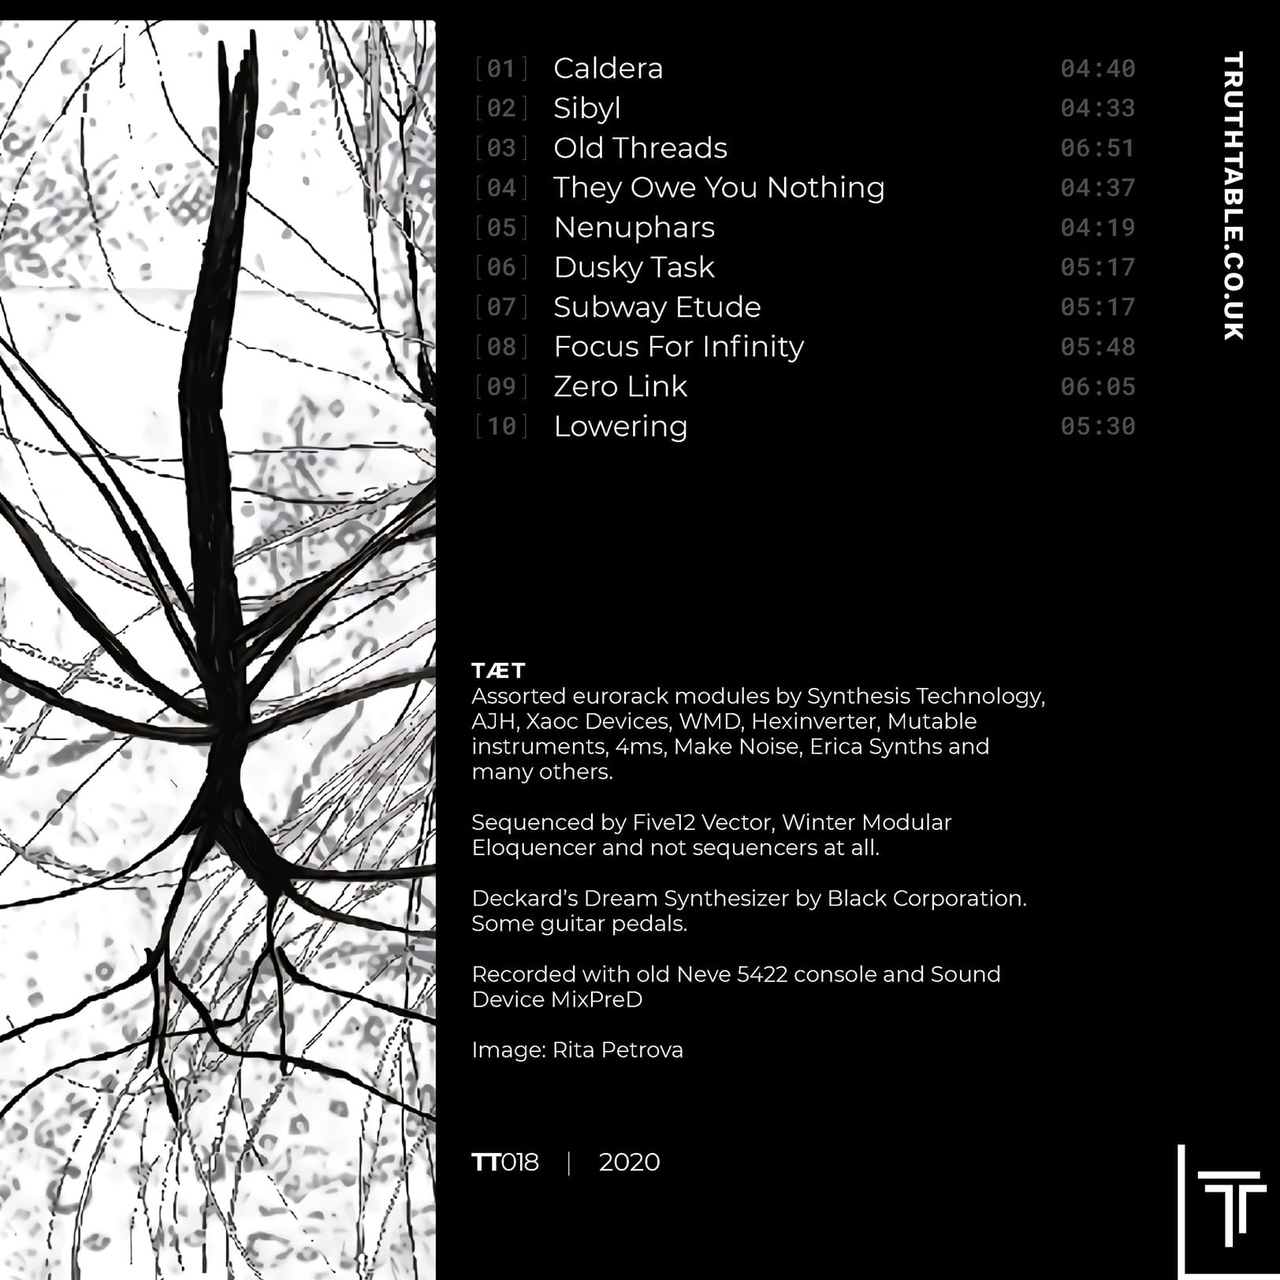 [01] Caldera 04:40
[02] Sibyl 04:33
[03] Old Threads 06:51
[04] They Owe You Nothing 04:37
[05] Nenuphars 04:19
[06] Dusky Task 05:17
[07] Subway Etude 05:17
[08] Focus For Infinity 05:48
[09] Zero Link 06:05
[10] Lowering 05:30
TRUTHTABLE.CO.UK
TÆT
Assorted eurorack modules by Synthesis Technology,
AJH, Xaoc Devices, WMD, Hexinverter, Mutable
instruments, 4ms, Make Noise, Erica Synths and
many others.
Sequenced by Five12 Vector, Winter Modular
Eloquencer and not sequencers at all.
Deckard’s Dream Synthesizer by Black Corporation.
Some guitar pedals.
Recorded with old Neve 5422 console and Sound
Device MixPreD
Image: Rita Petrova
TT018 | 2020
TT